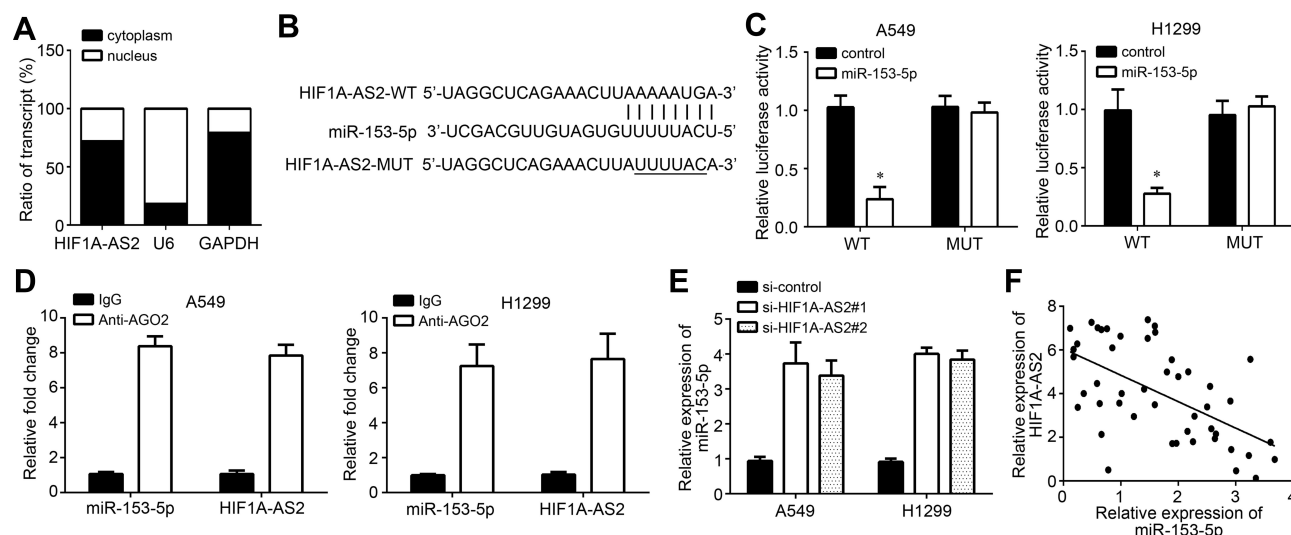 A
cytoplasm
nucleus
Ratio of transcript (%)
150
100
50
0
HIF1A-AS2 U6 GAPDH
B
HIF1A-AS2-WT 5'-UAGGCUCAGAAACUUAAAAAUGA-3'
miR-153-5p 3'-UCGACGUUGUAGUGUUUUUACU-5'
HIF1A-AS2-MUT 5'-UAGGCUCAGAAACUUAUUUUACA-3'
C
A549
control
miR-153-5p
Relative luciferase activity
1.5
1.0
0.5
0.0
*
WT MUT
H1299
control
miR-153-5p
Relative luciferase activity
1.5
1.0
0.5
0.0
*
WT MUT
D
IgG
Anti-AGO2
A549
Relative fold change
10
8
6
4
2
0
miR-153-5p HIF1A-AS2
IgG
Anti-AGO2
H1299
Relative fold change
10
8
6
4
2
0
miR-153-5p HIF1A-AS2
E
si-control
si-HIF1A-AS2#1
si-HIF1A-AS2#2
Relative expression of
miR-153-5p
5
4
3
2
1
0
A549 H1299
F
Relative expression of
HIF1A-AS2
8
6
4
2
0
0 1 2 3 4
Relative expression of
miR-153-5p